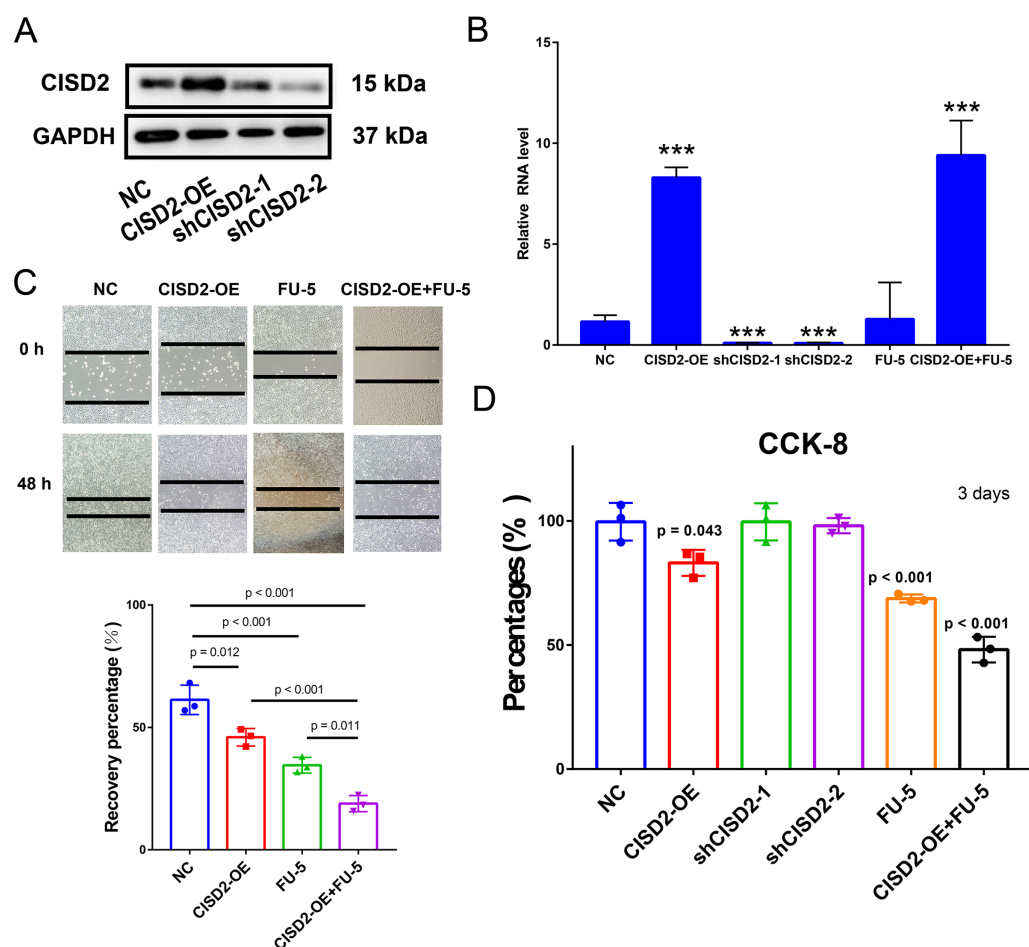 A
CISD2
15 kDa
GAPDH
37 kDa
NC
CISD2-OE
shCISD2-1
shCISD2-2
B
Relative RNA level
15
10
5
0
***
***
***
***
NC
CISD2-OE
shCISD2-1
shCISD2-2
FU-5
CISD2-OE+FU-5
C
NC
CISD2-OE
FU-5
CISD2-OE+FU-5
0 h
48 h
Recovery percentage(%)
100
50
0
p < 0.001
p < 0.001
p = 0.012
p < 0.001
p = 0.011
NC
CISD2-OE
FU-5
CISD2-OE+FU-5
D
CCK-8
3 days
Percentages(%)
100
50
0
p = 0.043
p < 0.001
p < 0.001
NC
CISD2-OE
shCISD2-1
shCISD2-2
FU-5
CISD2-OE+FU-5